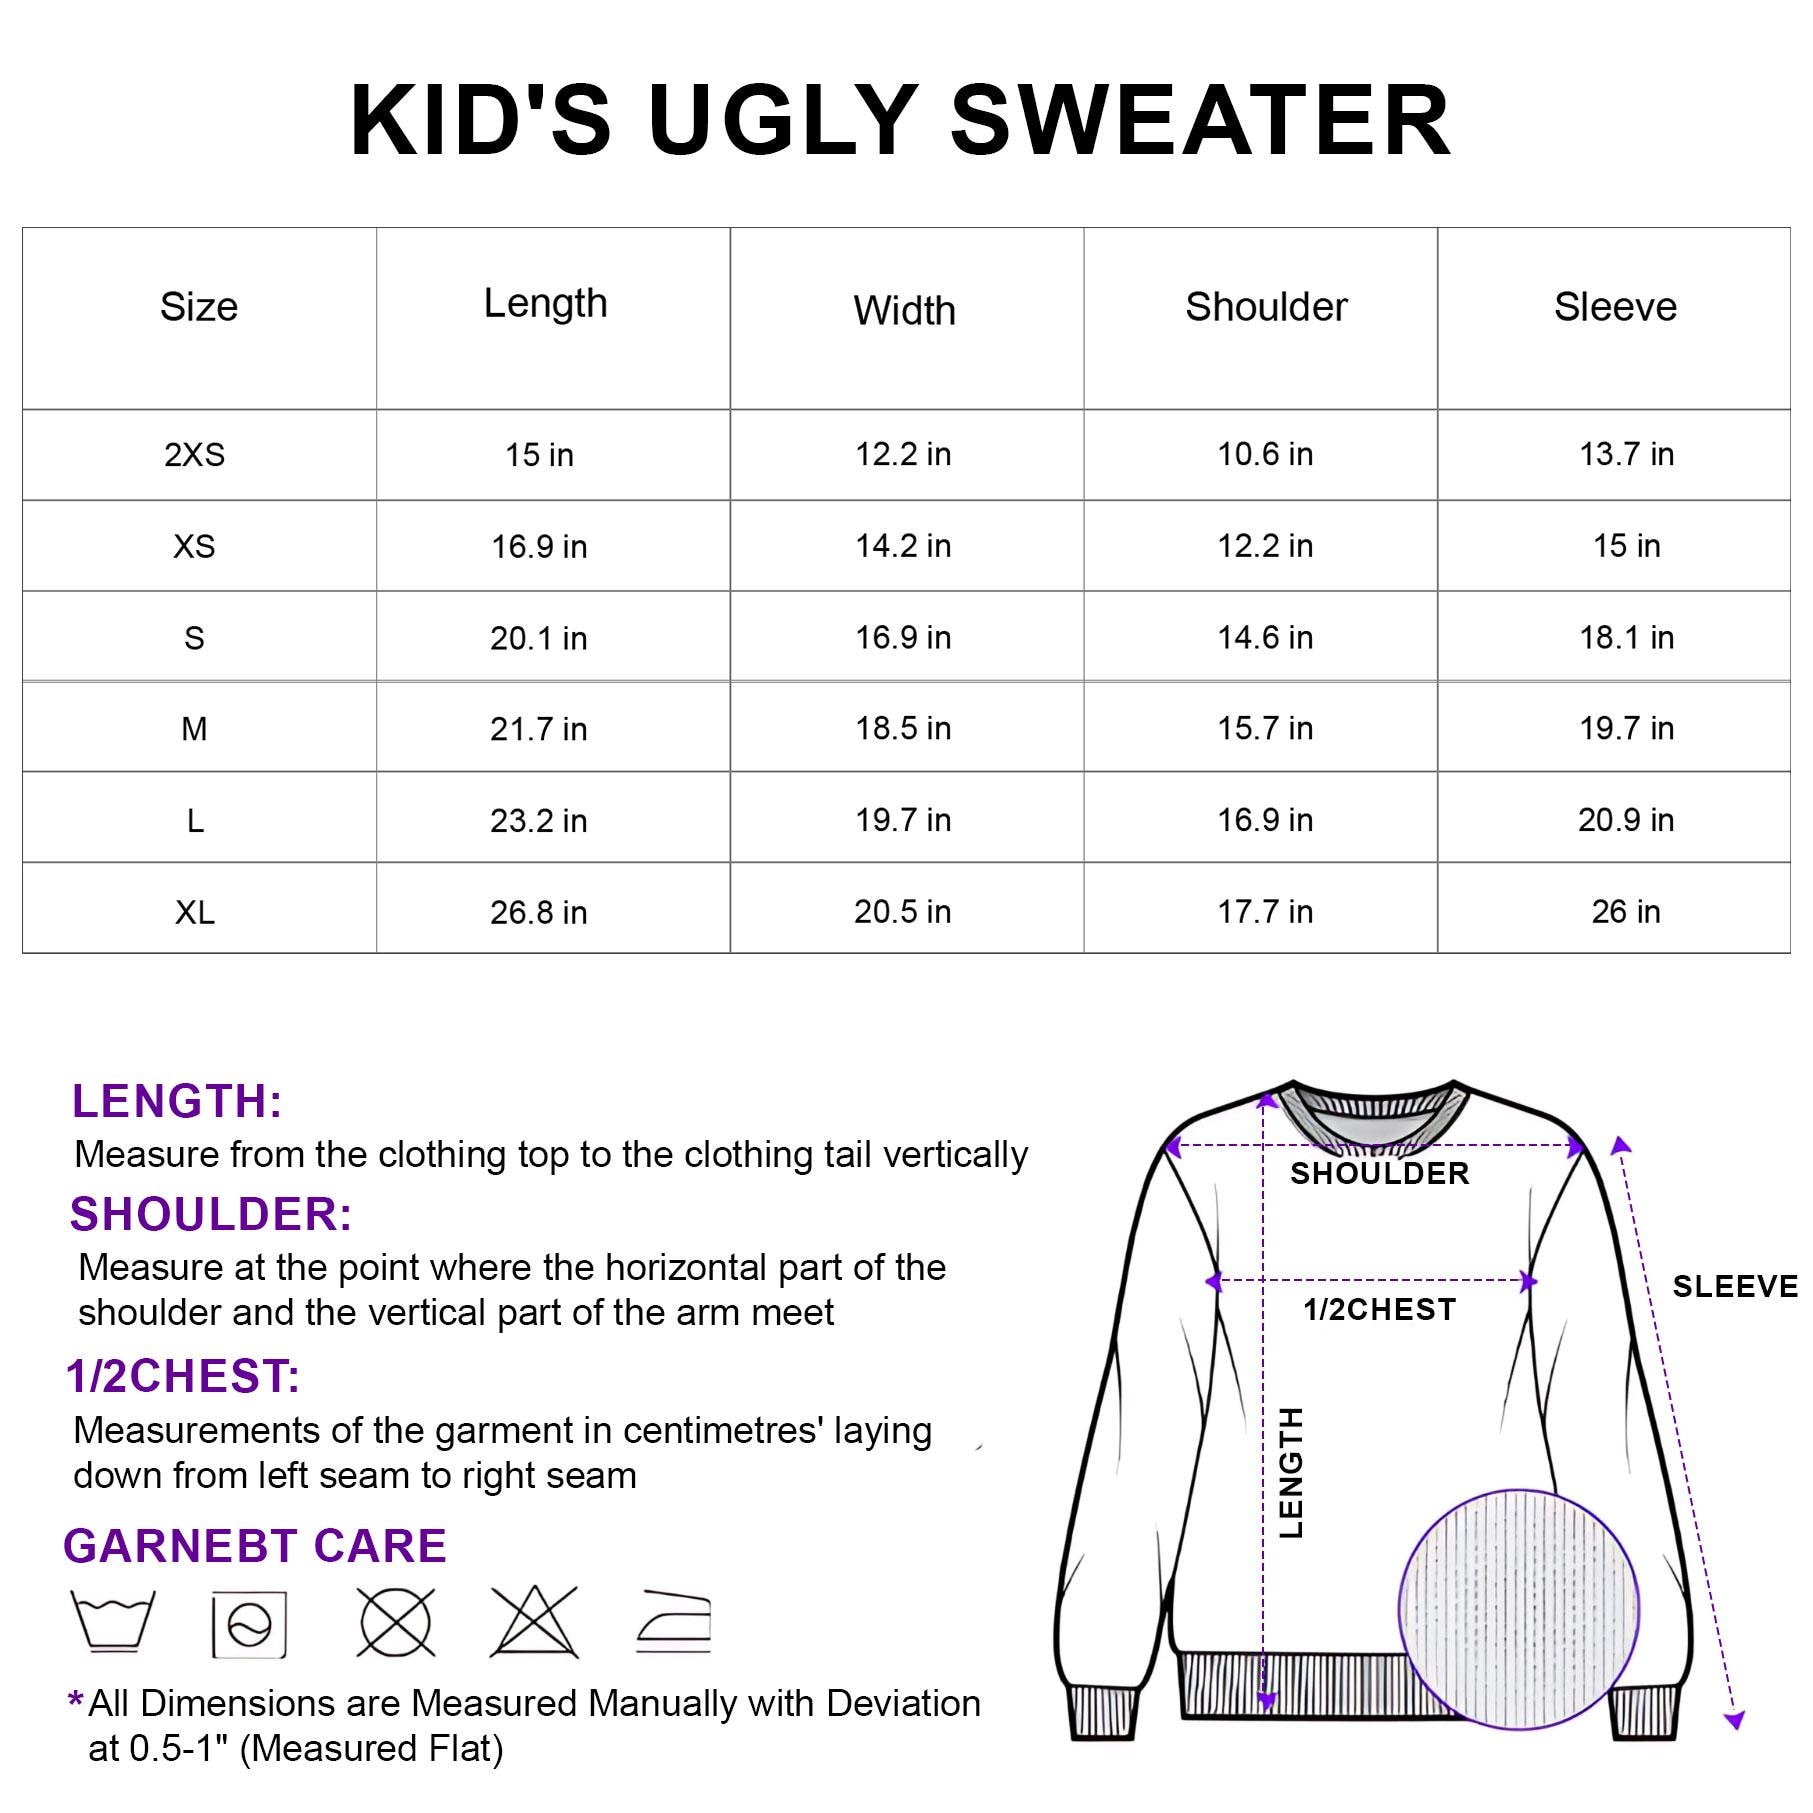 KID'S UGLY SWEATER
Size Length Width Shoulder Sleeve
2XS 15 in 12.2 in 10.6 in 13.7 in
XS 16.9 in 14.2 in 12.2 in 15 in
S 20.1 in 16.9 in 14.6 in 18.1 in
M 21.7 in 18.5 in 15.7 in 19.7 in
L 23.2 in 19.7 in 16.9 in 20.9 in
XL 26.8 in 20.5 in 17.7 in 26 in
LENGTH:
Measure from the clothing top to the clothing tail vertically
SHOULDER:
Measure at the point where the horizontal part of the
shoulder and the vertical part of the arm meet
1/2CHEST:
Measurements of the garment in centimetres' laying
down from left seam to right seam
GARNEBT CARE
*All Dimensions are Measured Manually with Deviation
at 0.5-1" (Measured Flat)
SHOULDER
1/2CHEST
SLEEVE
LENGTH